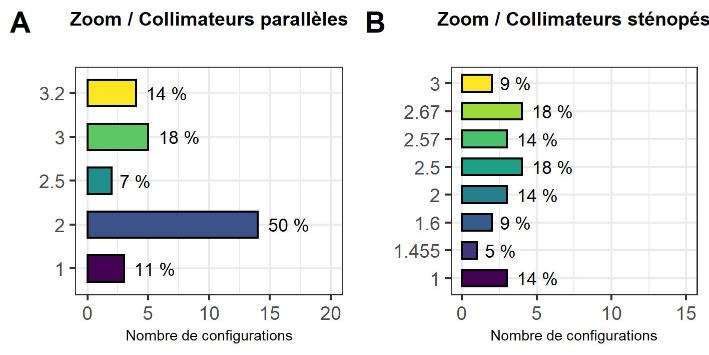 A Zoom / Collimateurs parallèles
3.2 14 %
3 18 %
2.5 7 %
2 50 %
1 11 %
0 5 10 15 20
Nombre de configurations
B Zoom / Collimateurs sténopés
3 9 %
2.67 18 %
2.57 14 %
2.5 18 %
2 14 %
1.6 9 %
1.455 5 %
1 14 %
0 5 10 15
Nombre de configurations